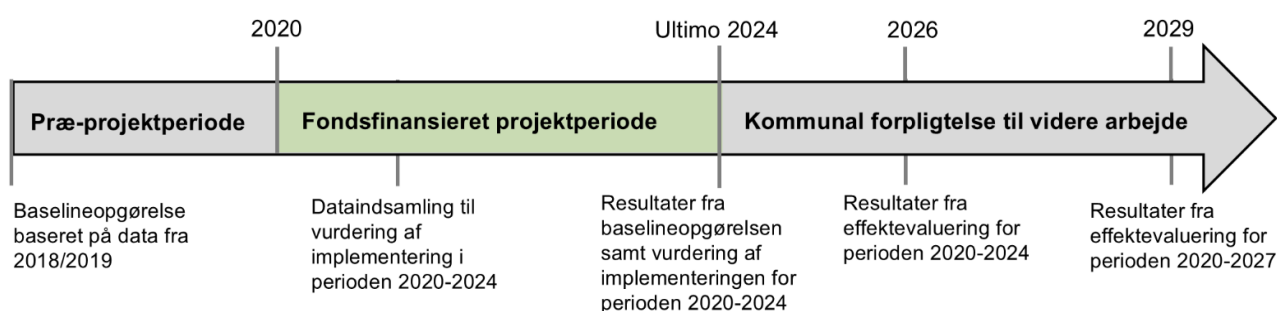 2020
Ultimo 2024
2026
2029
Præ-projektperiode
Fondsfinansieret projektperiode
Kommunal forpligtelse til videre arbejde
Baselineopgørelse
baseret på data fra
2018/2019
Dataindsamling til
vurdering af
implementering i
perioden 2020-2024
Resultater fra
baselineopgørelsen
samt vurdering af
implementeringen for
perioden 2020-2024
Resultater fra
effektevaluering for
perioden 2020-2024
Resultater fra
effektevaluering for
perioden 2020-2027